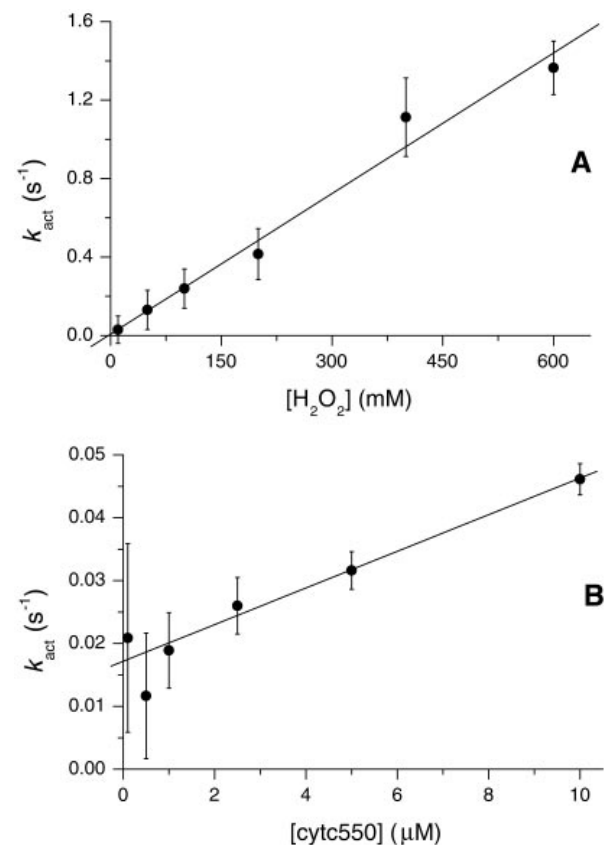 1.6
1.2
0.8
0.4
0.0
k_act (s⁻¹)
A
0 150 300 450 600
[H₂O₂] (mM)
0.05
0.04
0.03
0.02
0.01
0.00
k_act (s⁻¹)
B
0 2 4 6 8 10
[cytc550] (μM)